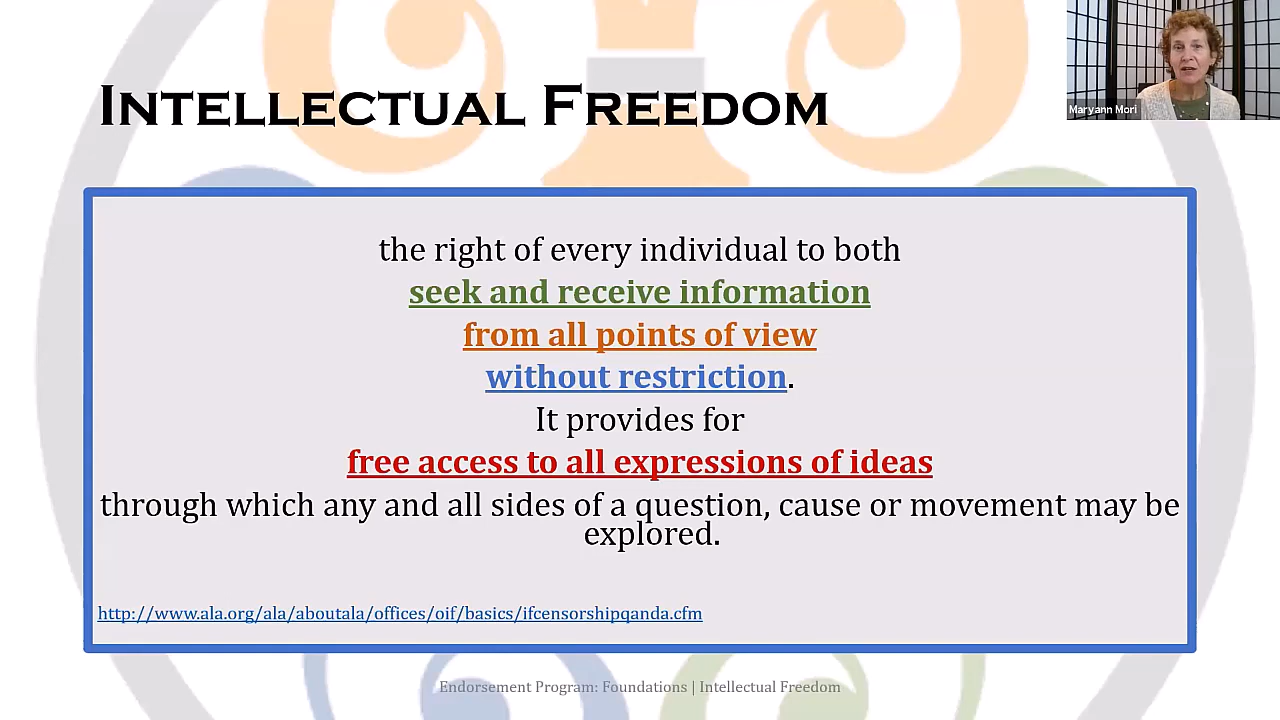 INTELLECTUAL FREEDOM
Maryann Mori
the right of every individual to both
seek and receive information
from all points of view
without restriction.
It provides for
free access to all expressions of ideas
through which any and all sides of a question, cause or movement may be
explored.
http://www.ala.org/ala/aboutala/offices/oif/basics/ifcensorshipqanda.cfm
Endorsement Program: Foundations | Intellectual Freedom